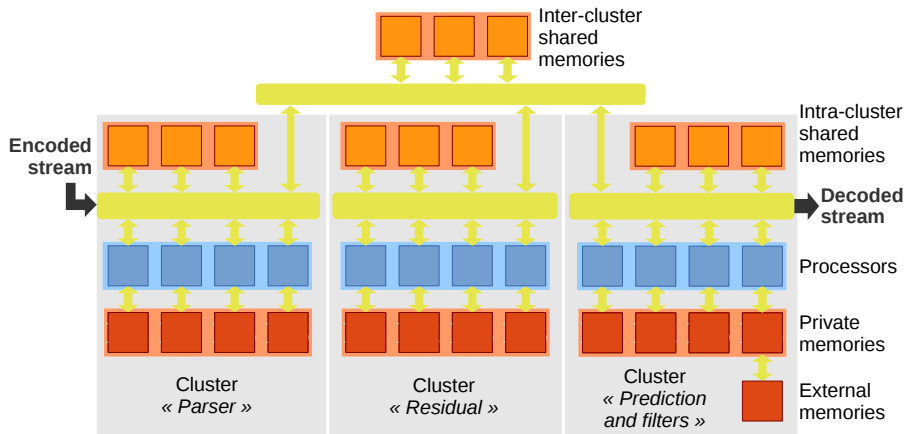 Inter-cluster
shared
memories
Intra-cluster
shared
memories
Encoded
stream
Decoded
stream
Processors
Private
memories
External
memories
Cluster
« Parser »
Cluster
« Residual »
Cluster
« Prediction
and filters »